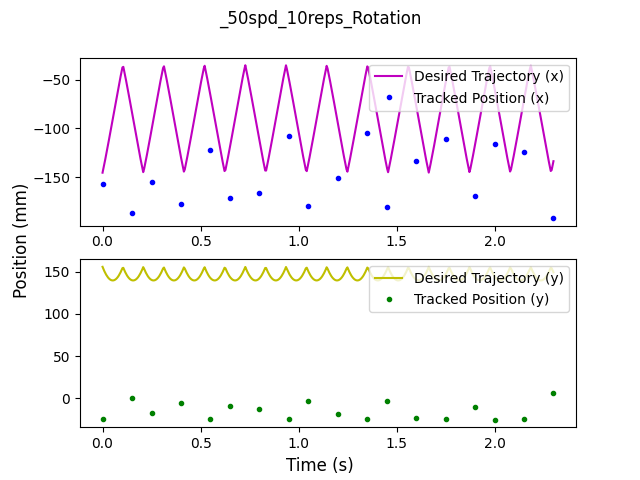 _50spd_10reps_Rotation
Position (mm)
−50
−100
−150
Desired Trajectory (x)
Tracked Position (x)
0.0 0.5 1.0 1.5 2.0
150
100
50
0
Desired Trajectory (y)
Tracked Position (y)
0.0 0.5 1.0 1.5 2.0
Time (s)